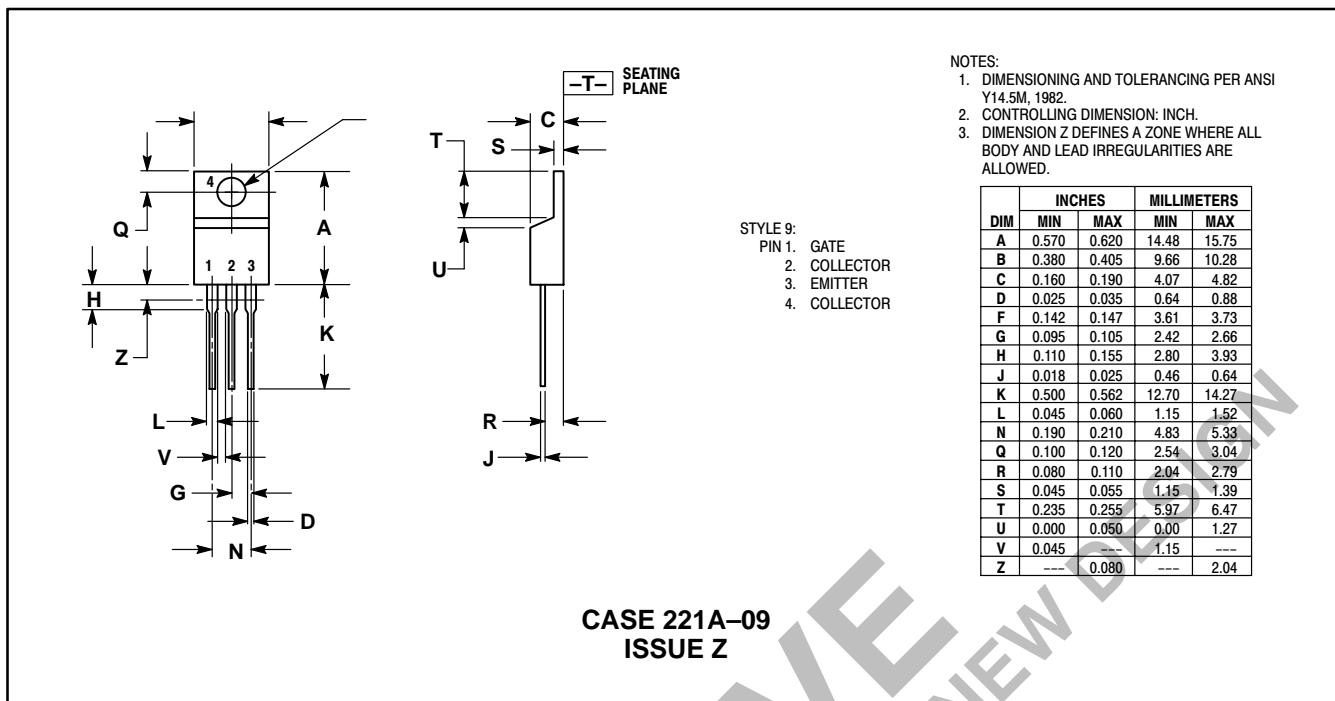 –T–
SEATING
PLANE
C
T
S
4
Q
A
U
1 2 3
H
K
Z
L
R
V
J
G
D
N
STYLE 9:
PIN 1. GATE
2. COLLECTOR
3. EMITTER
4. COLLECTOR
NOTES:
1. DIMENSIONING AND TOLERANCING PER ANSI
Y14.5M, 1982.
2. CONTROLLING DIMENSION: INCH.
3. DIMENSION Z DEFINES A ZONE WHERE ALL
BODY AND LEAD IRREGULARITIES ARE
ALLOWED.
INCHES MILLIMETERS
DIM MIN MAX MIN MAX
A 0.570 0.620 14.48 15.75
B 0.380 0.405 9.66 10.28
C 0.160 0.190 4.07 4.82
D 0.025 0.035 0.64 0.88
F 0.142 0.147 3.61 3.73
G 0.095 0.105 2.42 2.66
H 0.110 0.155 2.80 3.93
J 0.018 0.025 0.46 0.64
K 0.500 0.562 12.70 14.27
L 0.045 0.060 1.15 1.52
N 0.190 0.210 4.83 5.33
Q 0.100 0.120 2.54 3.04
R 0.080 0.110 2.04 2.79
S 0.045 0.055 1.15 1.39
T 0.235 0.255 5.97 6.47
U 0.000 0.050 0.00 1.27
V 0.045 --- 1.15 ---
Z --- 0.080 --- 2.04
CASE 221A–09
ISSUE Z
VE
NEW DESIGN